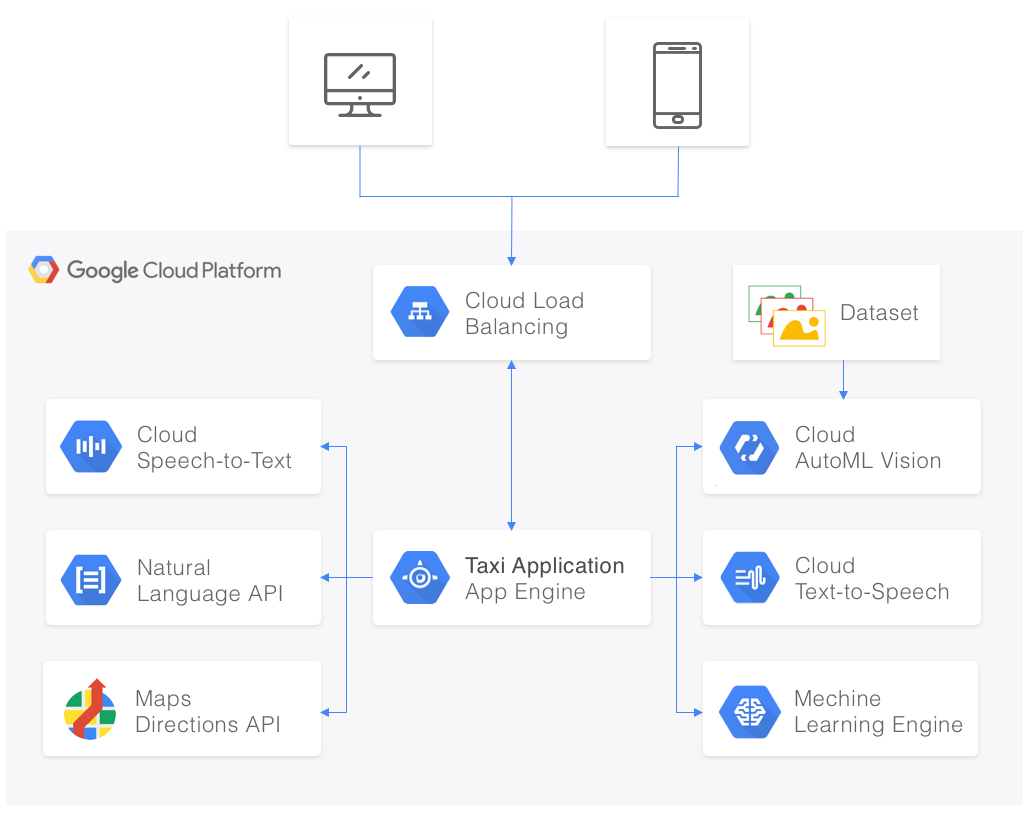 Google Cloud Platform
Cloud Load
Balancing
Dataset
Cloud
Speech-to-Text
Cloud
AutoML Vision
Natural
Language API
Taxi Application
App Engine
Cloud
Text-to-Speech
Maps
Directions API
Mechine
Learning Engine